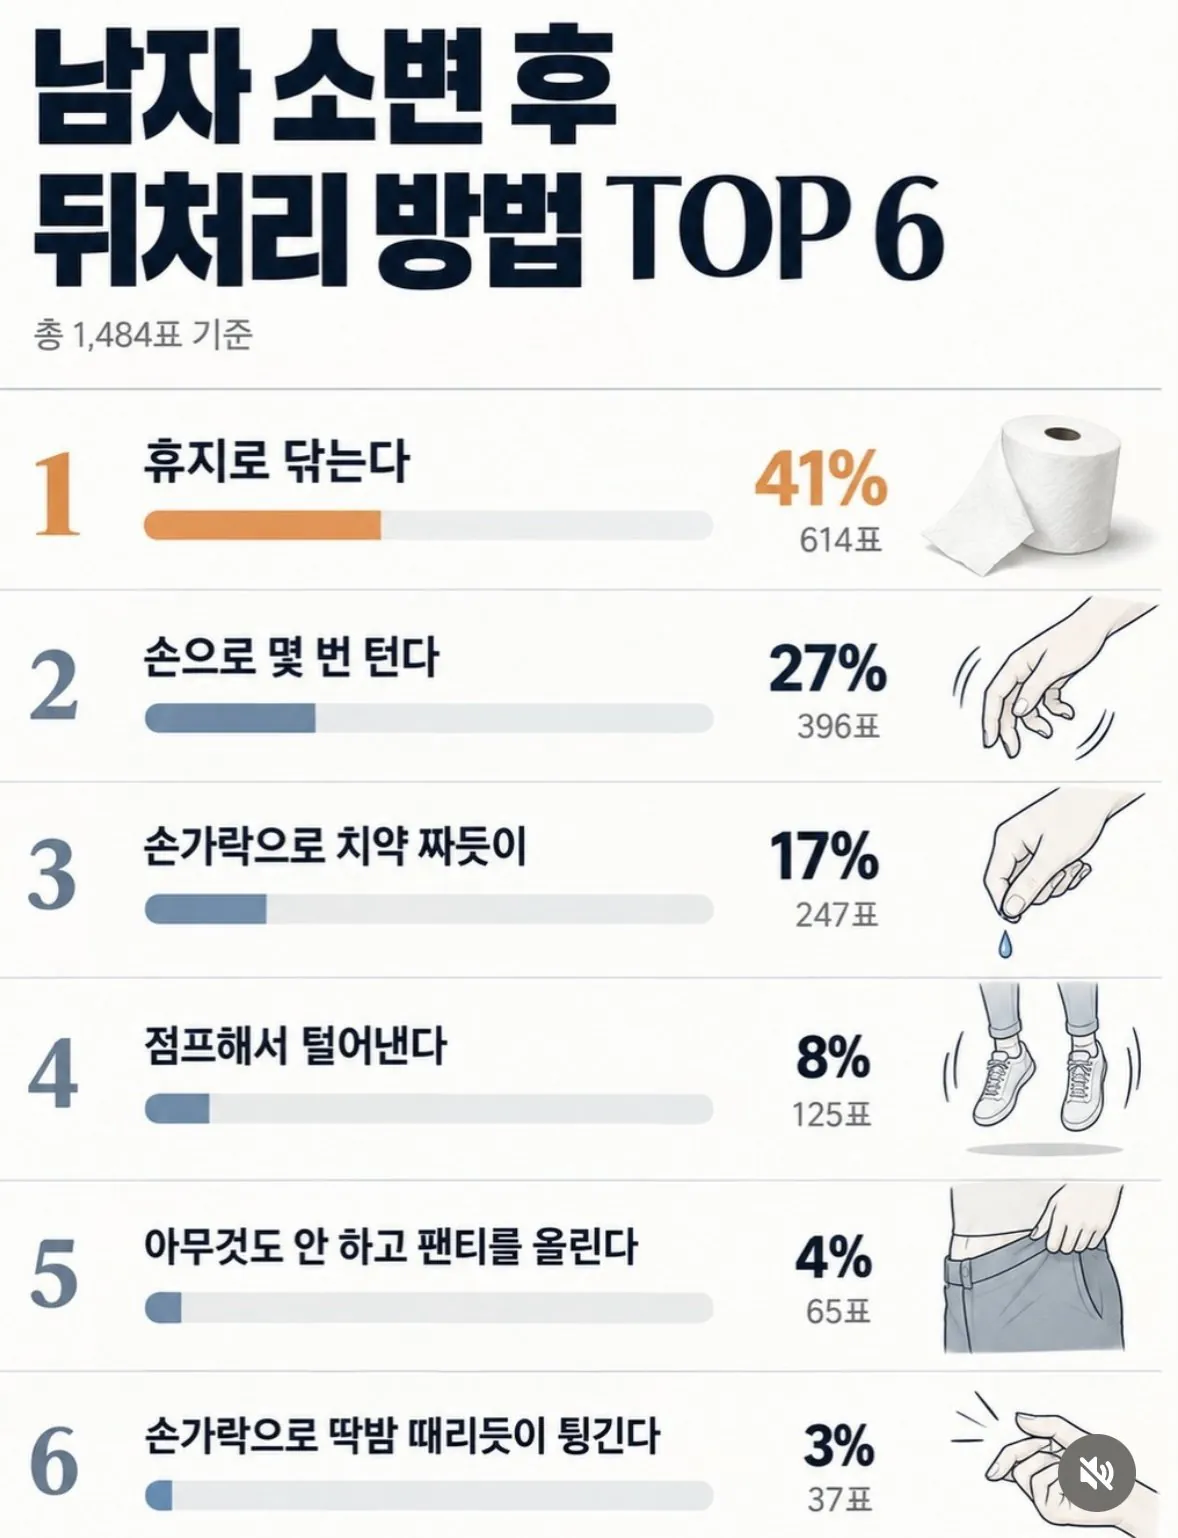 남자 소변 후
뒤처리 방법 TOP 6
총 1,484표 기준
1
휴지로 닦는다
41%
614표
2
손으로 몇 번 턴다
27%
396표
3
손가락으로 치약 짜듯이
17%
247표
4
점프해서 털어낸다
8%
125표
5
아무것도 안 하고 팬티를 올린다
4%
65표
6
손가락으로 딱밤 때리듯이 튕긴다
3%
37표